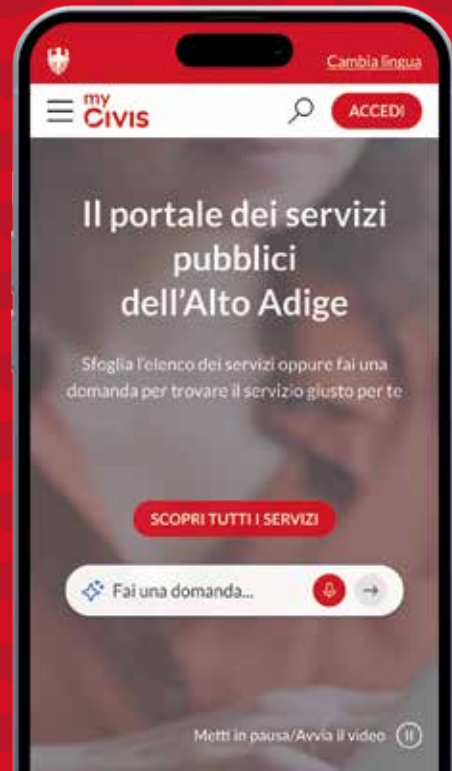 Cambia lingua
my
CIVIS
ACCEDI
Il portale dei servizi
pubblici
dell'Alto Adige
Sfoglia l'elenco dei servizi oppure fai una
domanda per trovare il servizio giusto per te
SCOPRI TUTTI I SERVIZI
Fai una domanda...
Metti in pausa/Avvia il video